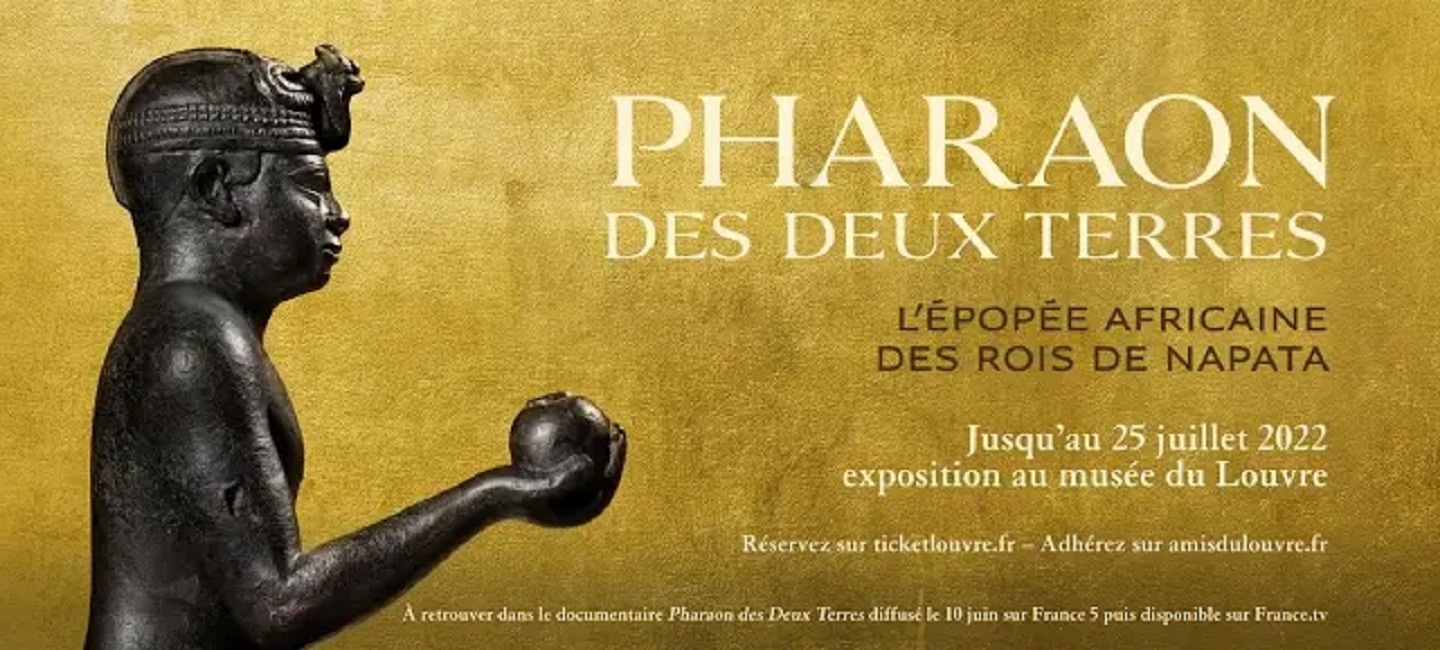 PHARAON
DES DEUX TERRES
L'ÉPOPÉE AFRICAINE
DES ROIS DE NAPATA
Jusqu'au 25 juillet 2022
exposition au musée du Louvre
Réservez sur ticketlouvre.fr – Adhérez sur amisdulouvre.fr
À retrouver dans le documentaire Pharaon des Deux Terres diffusé le 10 juin sur France 5 puis disponible sur France.tv